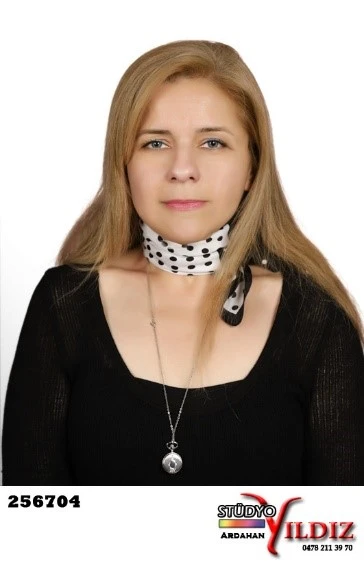 256704
STÜDYO
YILDIZ
ARDAHAN
0478 211 39 70